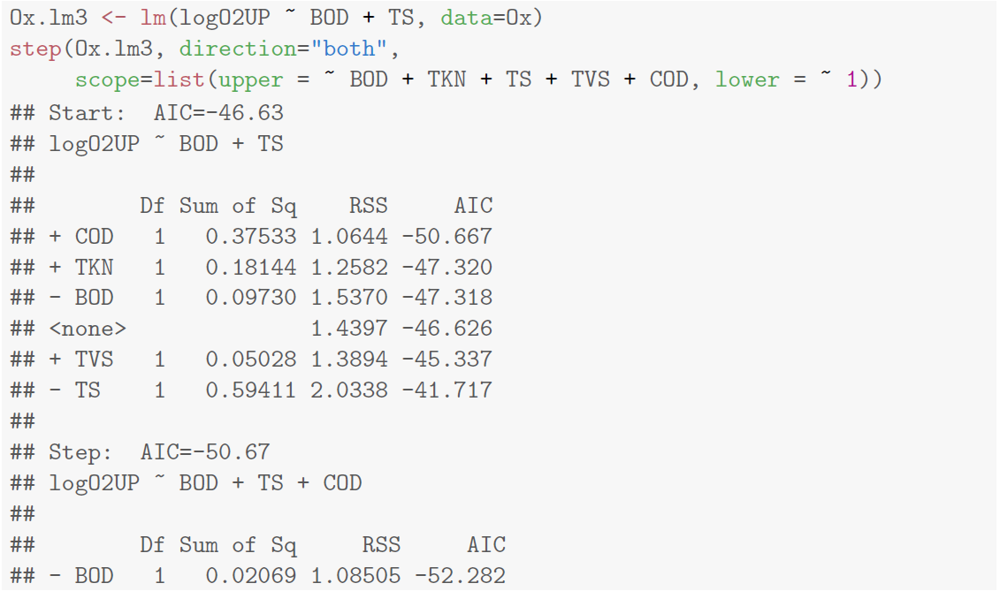 Ox.lm3 <- lm(logO2UP ~ BOD + TS, data=Ox)
step(Ox.lm3, direction="both",
     scope=list(upper = ~ BOD + TKN + TS + TVS + COD, lower = ~ 1))
## Start:  AIC=-46.63
## logO2UP ~ BOD + TS
##
##        Df Sum of Sq    RSS     AIC
## + COD   1   0.37533 1.0644 -50.667
## + TKN   1   0.18144 1.2582 -47.320
## - BOD   1   0.09730 1.5370 -47.318
## <none>              1.4397 -46.626
## + TVS   1   0.05028 1.3894 -45.337
## - TS    1   0.59411 2.0338 -41.717
##
## Step:  AIC=-50.67
## logO2UP ~ BOD + TS + COD
##
##        Df Sum of Sq     RSS     AIC
## - BOD   1   0.02069 1.08505 -52.282